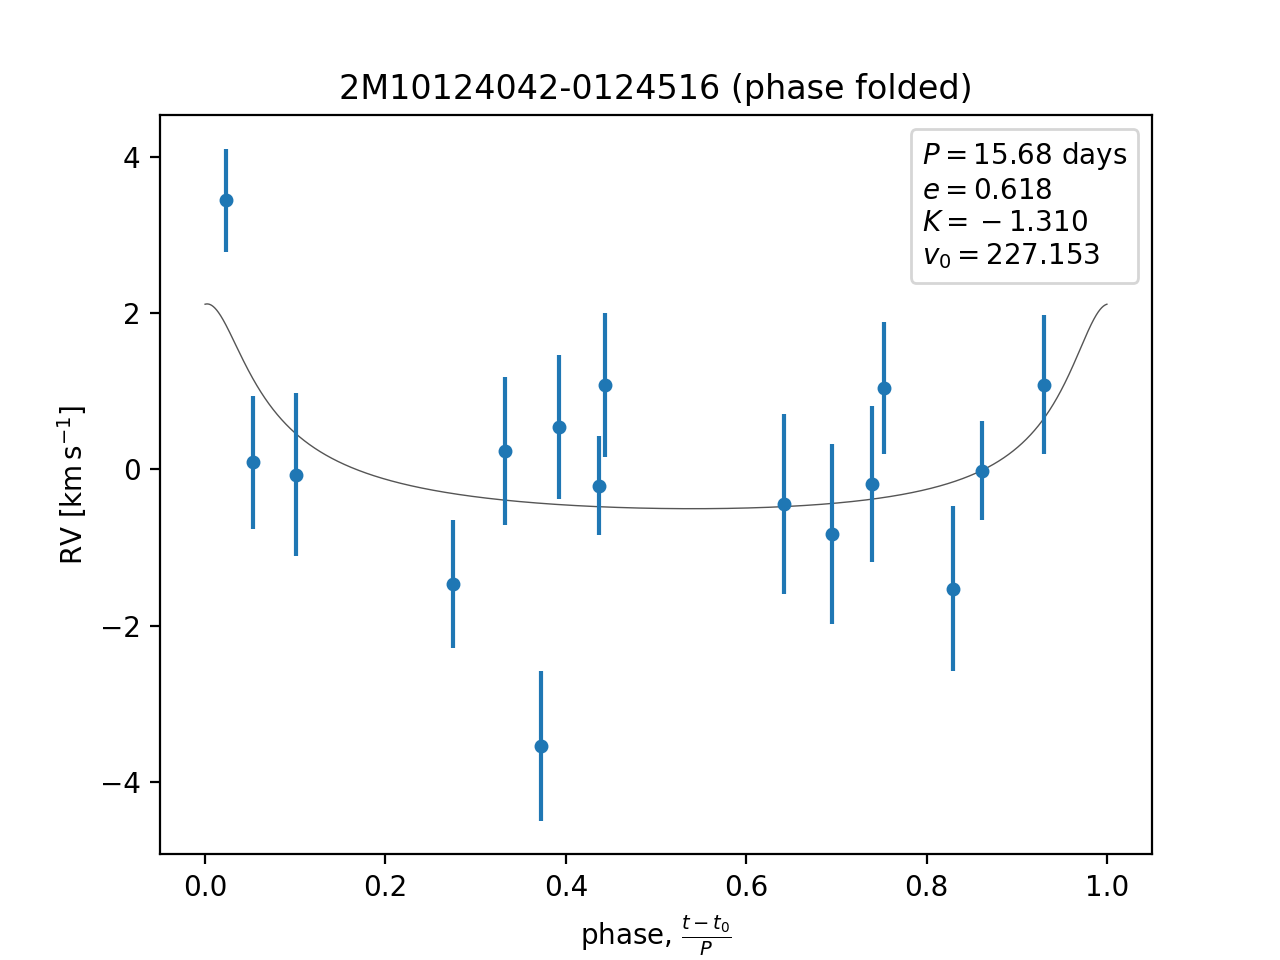 2M10124042-0124516 (phase folded)
P = 15.68 days
e = 0.618
K = −1.310
v₀ = 227.153
4
2
0
−2
−4
RV [km s⁻¹]
0.0 0.2 0.4 0.6 0.8 1.0
phase, (t − t₀)/P